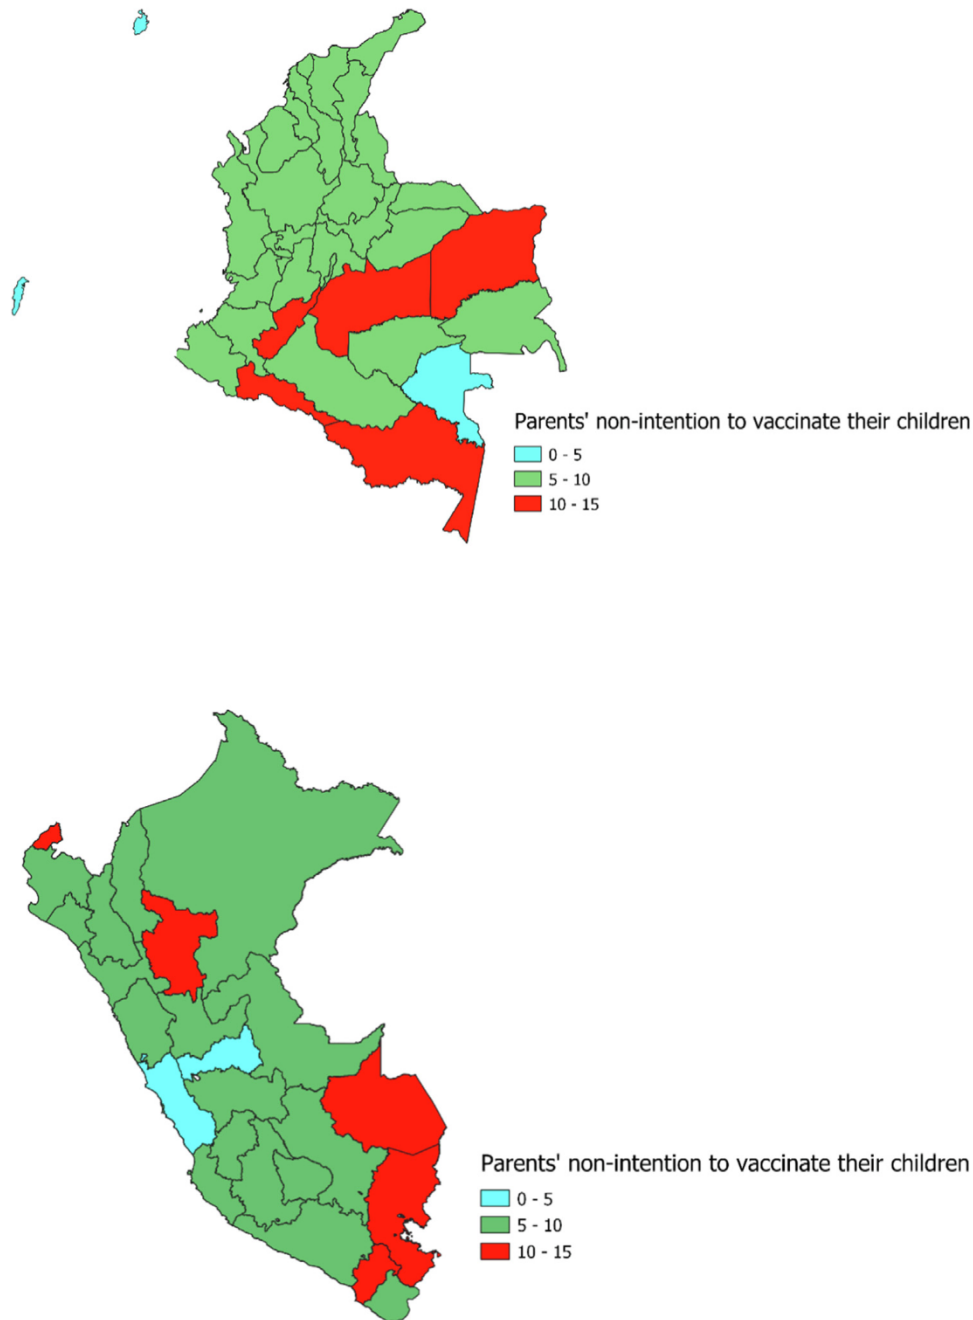 Parents' non-intention to vaccinate their children
0 - 5
5 - 10
10 - 15
Parents' non-intention to vaccinate their children
0 - 5
5 - 10
10 - 15